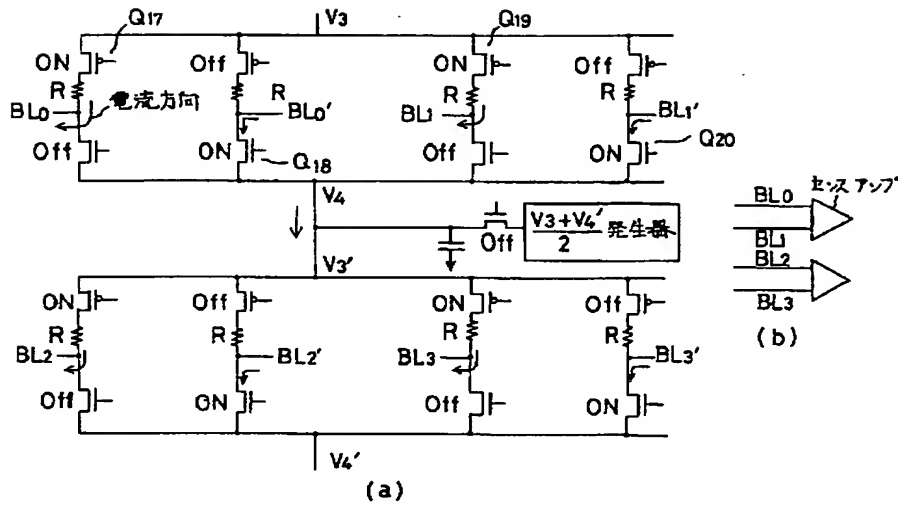 Q17 V3 Q19
ON Off ON Off
R R R R
BL0 電流方向 BL0' BL1 BL1'
Off ON Q18 Off ON Q20
V4
Off V3+V4'/2 発生器
V3'
ON Off ON Off
R R R R
BL2 BL2' BL3 BL3'
Off ON Off ON
V4'
(a)
センスアンプ
BL0
BL1
BL2
BL3
(b)